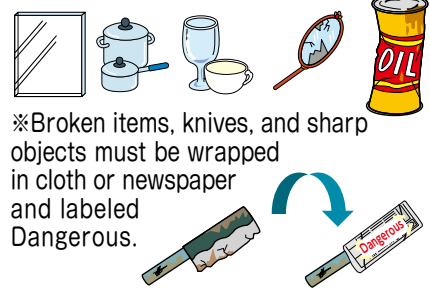 OIL
※Broken items, knives, and sharp
objects must be wrapped
in cloth or newspaper
and labeled
Dangerous.
Dangerous